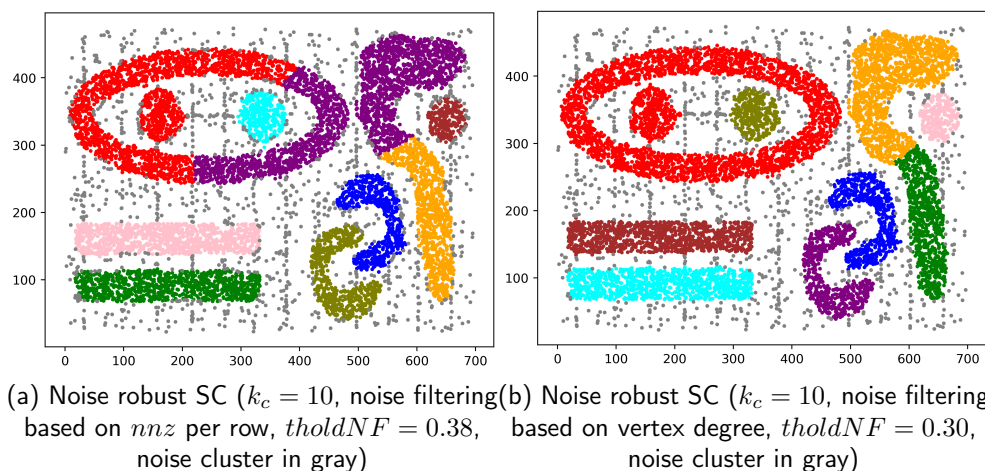 400
300
200
100
0 100 200 300 400 500 600 700
400
300
200
100
0 100 200 300 400 500 600 700
(a) Noise robust SC (k_c = 10, noise filtering
based on nnz per row, tholdNF = 0.38,
noise cluster in gray)
(b) Noise robust SC (k_c = 10, noise filtering
based on vertex degree, tholdNF = 0.30,
noise cluster in gray)